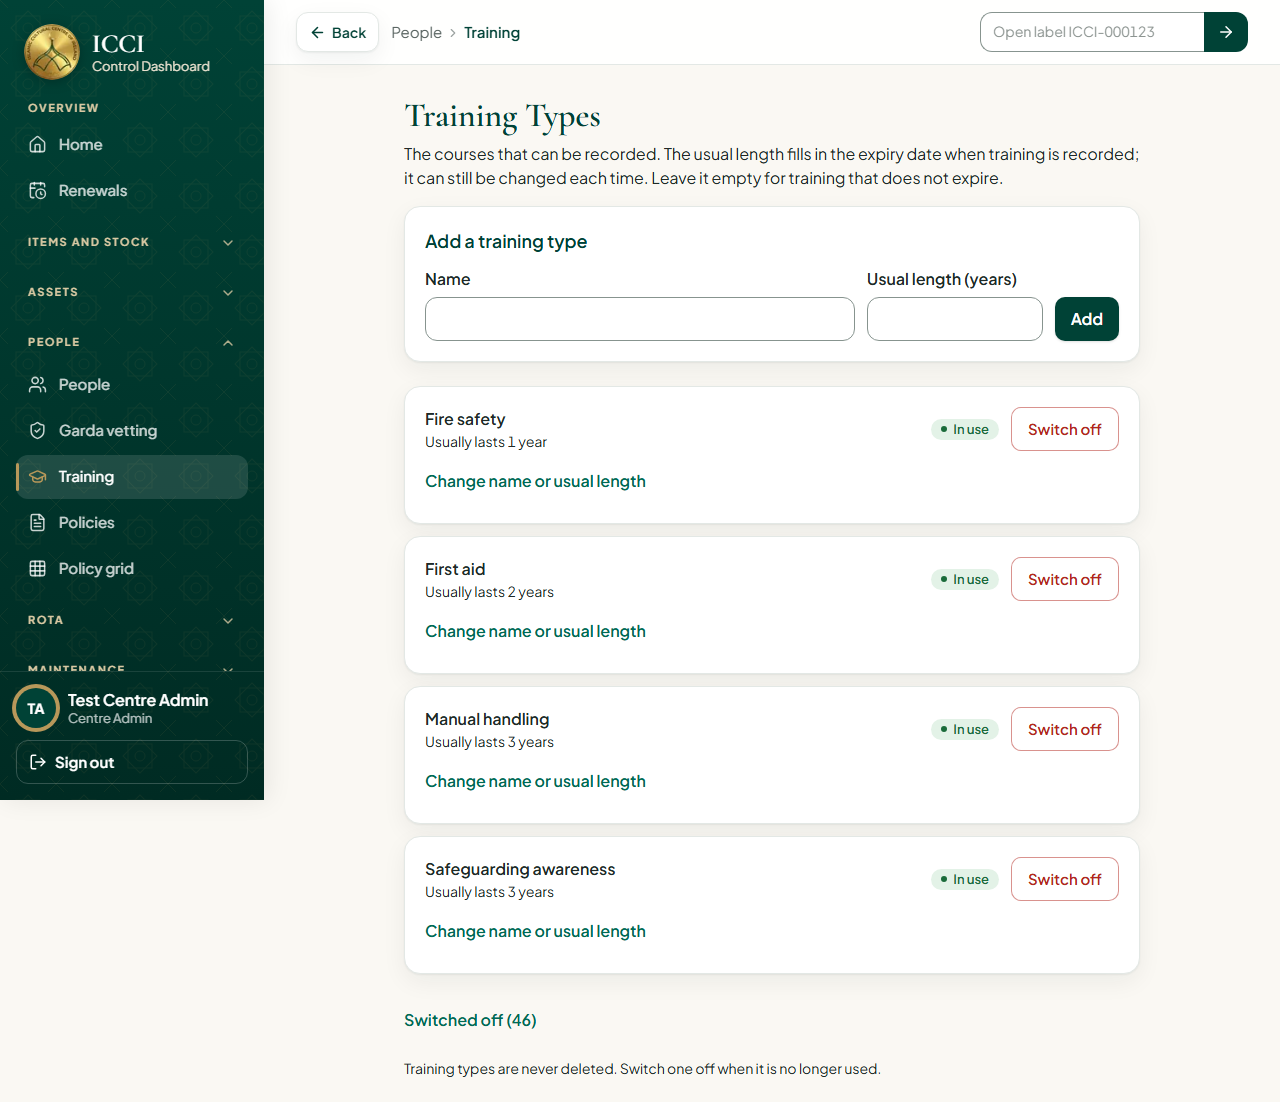 ICCI
Control Dashboard
OVERVIEW
Home
Renewals
ITEMS AND STOCK
ASSETS
PEOPLE
People
Garda vetting
Training
Policies
Policy grid
ROTA
MAINTENANCE
TA
Test Centre Admin
Centre Admin
Sign out
Back
People
Training
Open label ICCI-000123
Training Types
The courses that can be recorded. The usual length fills in the expiry date when training is recorded;
it can still be changed each time. Leave it empty for training that does not expire.
Add a training type
Name
Usual length (years)
Add
Fire safety
Usually lasts 1 year
In use
Switch off
Change name or usual length
First aid
Usually lasts 2 years
In use
Switch off
Change name or usual length
Manual handling
Usually lasts 3 years
In use
Switch off
Change name or usual length
Safeguarding awareness
Usually lasts 3 years
In use
Switch off
Change name or usual length
Switched off (46)
Training types are never deleted. Switch one off when it is no longer used.